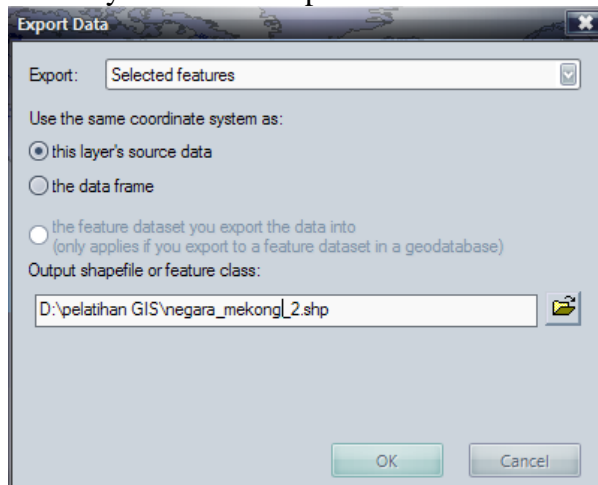 Export Data
Export: Selected features
Use the same coordinate system as:
this layer's source data
the data frame
the feature dataset you export the data into
(only applies if you export to a feature dataset in a geodatabase)
Output shapefile or feature class:
D:\pelatihan GIS\negara_mekong_2.shp
OK Cancel